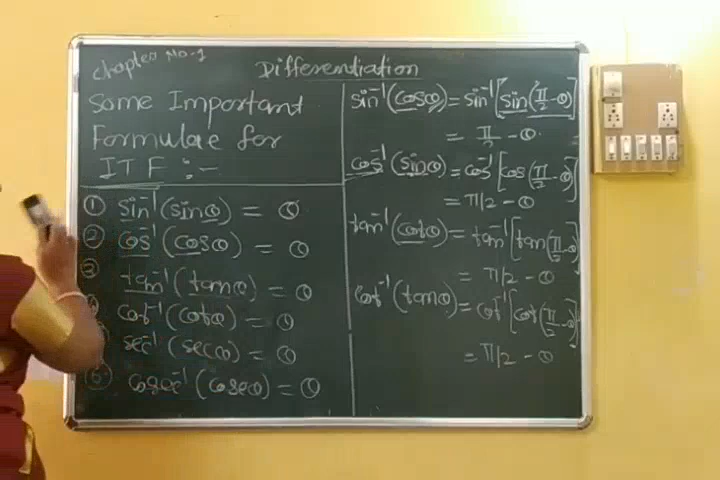 Chapter No-1
Differentiation
Some Important
Formulae for
ITF :-
① sin⁻¹(sinθ) = θ
② cos⁻¹(cosθ) = θ
③ tan⁻¹(tanθ) = θ
cot⁻¹(cotθ) = θ
sec⁻¹(secθ) = θ
⑥ cosec⁻¹(cosecθ) = θ
sin⁻¹(cosθ) = sin⁻¹[sin(π/2-θ)]
= π/2 - θ
cos⁻¹(sinθ) = cos⁻¹[cos(π/2-θ)]
= π/2 - θ
tan⁻¹(cotθ) = tan⁻¹[tan(π/2-θ)]
= π/2 - θ
cot⁻¹(tanθ) = cot⁻¹[cot(π/2-θ)]
= π/2 - θ